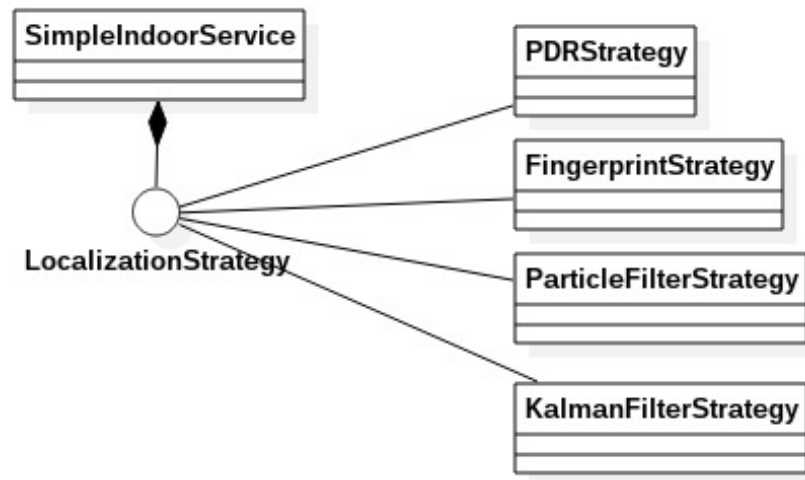 SimpleIndoorService
PDRStrategy
FingerprintStrategy
LocalizationStrategy
ParticleFilterStrategy
KalmanFilterStrategy